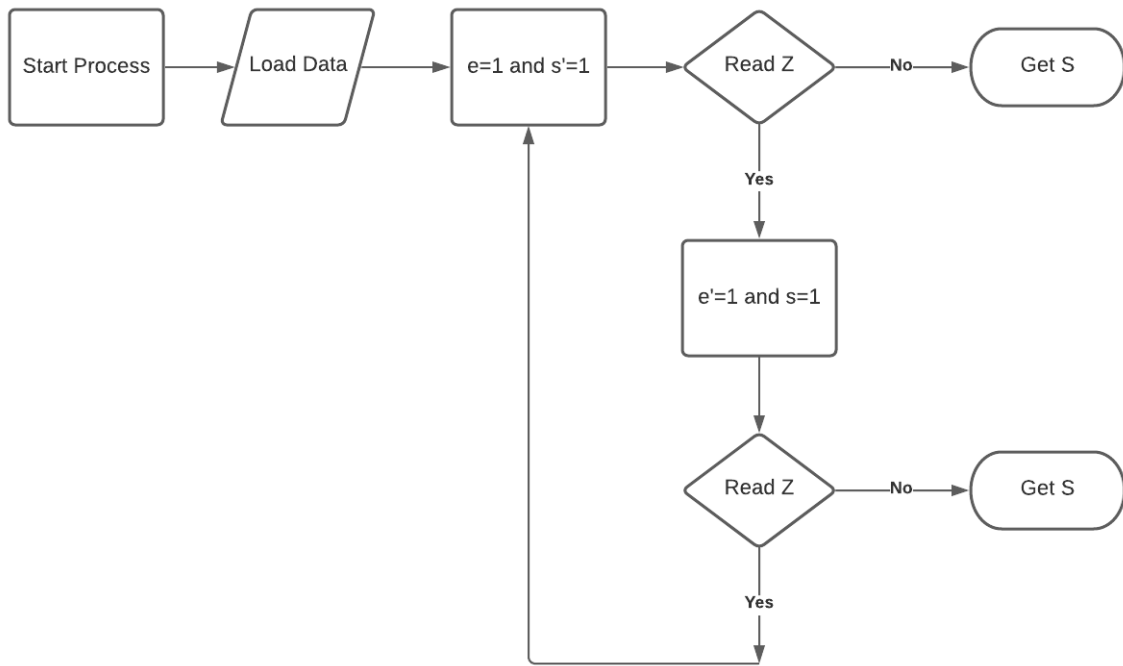 Start Process
Load Data
e=1 and s'=1
Read Z
No
Get S
Yes
e'=1 and s=1
Read Z
No
Get S
Yes